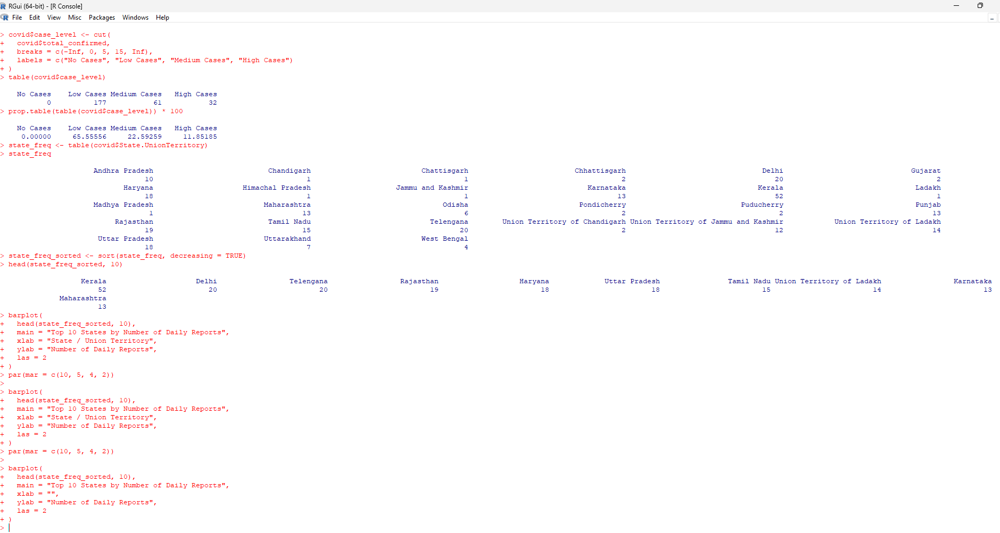 RGui (64-bit) - [R Console]
File Edit View Misc Packages Windows Help
> covid$case_level <- cut(
+   covid$total_confirmed,
+   breaks = c(-Inf, 0, 5, 15, Inf),
+   labels = c("No Cases", "Low Cases", "Medium Cases", "High Cases")
+ )
> table(covid$case_level)
No Cases    Low Cases Medium Cases   High Cases
0          177           61           32
> prop.table(table(covid$case_level)) * 100
No Cases    Low Cases Medium Cases   High Cases
0.00000     65.55556     22.59259     11.85185
> state_freq <- table(covid$State.UnionTerritory)
> state_freq
Andhra Pradesh Chandigarh Chattisgarh Chhattisgarh Delhi Gujarat
10 1 1 2 20 2
Haryana Himachal Pradesh Jammu and Kashmir Karnataka Kerala Ladakh
18 1 1 13 52 1
Madhya Pradesh Maharashtra Odisha Pondicherry Puducherry Punjab
1 13 6 2 2 13
Rajasthan Tamil Nadu Telengana Union Territory of Chandigarh Union Territory of Jammu and Kashmir Union Territory of Ladakh
19 15 20 2 12 14
Uttar Pradesh Uttarakhand West Bengal
18 7 4
> state_freq_sorted <- sort(state_freq, decreasing = TRUE)
> head(state_freq_sorted, 10)
Kerala Delhi Telengana Rajasthan Haryana Uttar Pradesh Tamil Nadu Union Territory of Ladakh Karnataka
52 20 20 19 18 18 15 14 13
Maharashtra
13
> barplot(
+   head(state_freq_sorted, 10),
+   main = "Top 10 States by Number of Daily Reports",
+   xlab = "State / Union Territory",
+   ylab = "Number of Daily Reports",
+   las = 2
+ )
> par(mar = c(10, 5, 4, 2))
>
> barplot(
+   head(state_freq_sorted, 10),
+   main = "Top 10 States by Number of Daily Reports",
+   xlab = "State / Union Territory",
+   ylab = "Number of Daily Reports",
+   las = 2
+ )
> par(mar = c(10, 5, 4, 2))
>
> barplot(
+   head(state_freq_sorted, 10),
+   main = "Top 10 States by Number of Daily Reports",
+   xlab = "",
+   ylab = "Number of Daily Reports",
+   las = 2
+ )
>